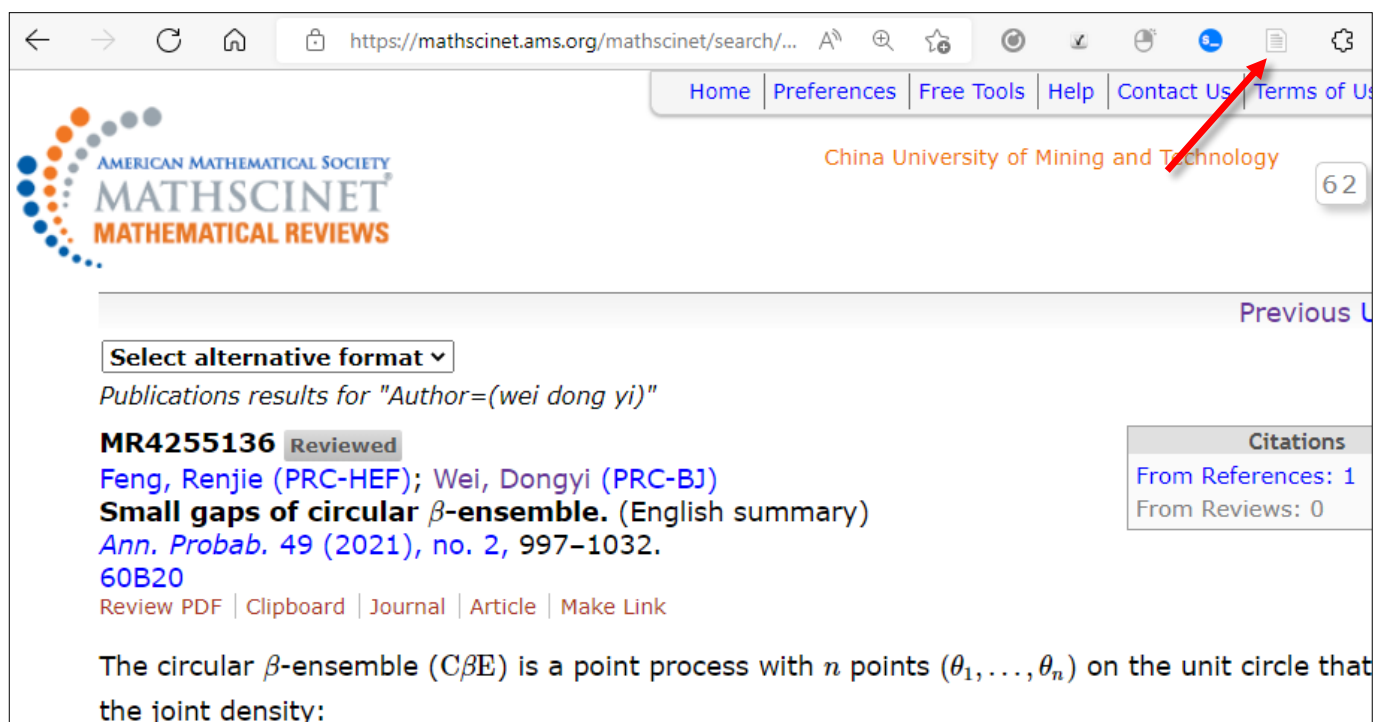 https://mathscinet.ams.org/mathscinet/search/...
Home | Preferences | Free Tools | Help | Contact Us | Terms of Us
AMERICAN MATHEMATICAL SOCIETY
MATHSCINET®
MATHEMATICAL REVIEWS
China University of Mining and Technology
62
Previous U
Select alternative format
Publications results for "Author=(wei dong yi)"
MR4255136 Reviewed
Feng, Renjie (PRC-HEF); Wei, Dongyi (PRC-BJ)
Small gaps of circular β-ensemble. (English summary)
Ann. Probab. 49 (2021), no. 2, 997–1032.
60B20
Review PDF | Clipboard | Journal | Article | Make Link
Citations
From References: 1
From Reviews: 0
The circular β-ensemble (CβE) is a point process with n points (θ₁,...,θₙ) on the unit circle that
the joint density: